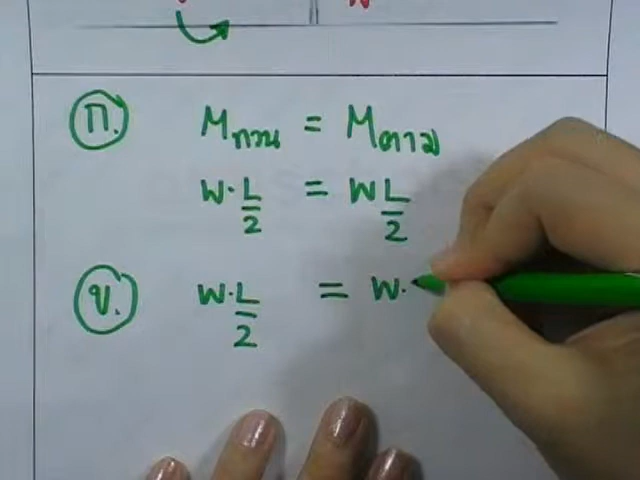 ก. M ทวน = M ตาม
W · L/2 = W L/2
ข. W · L/2 = W ·